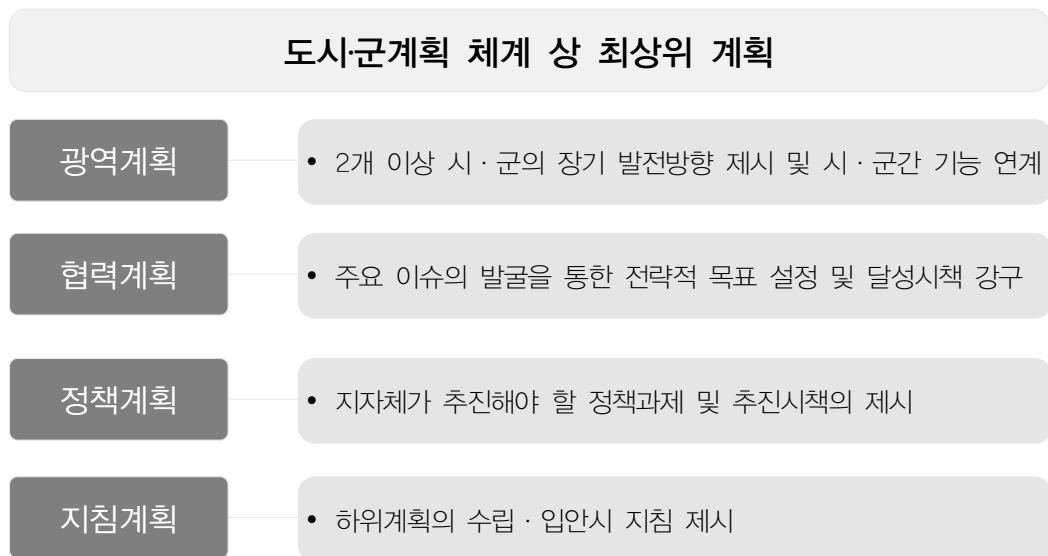 도시·군계획 체계 상 최상위 계획
광역계획
• 2개 이상 시 · 군의 장기 발전방향 제시 및 시 · 군간 기능 연계
협력계획
• 주요 이슈의 발굴을 통한 전략적 목표 설정 및 달성시책 강구
정책계획
• 지자체가 추진해야 할 정책과제 및 추진시책의 제시
지침계획
• 하위계획의 수립 · 입안시 지침 제시